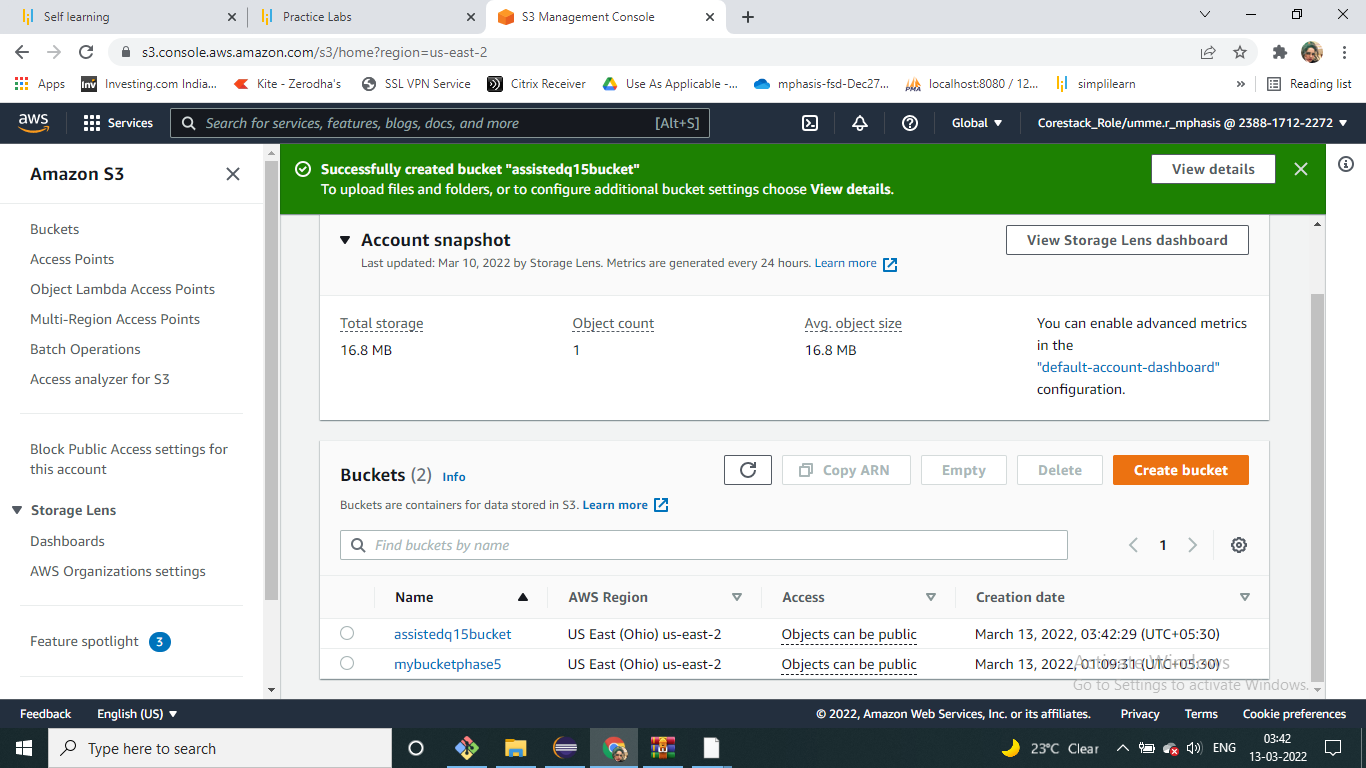 Self learning
Practice Labs
S3 Management Console
s3.console.aws.amazon.com/s3/home?region=us-east-2
Apps
inv Investing.com India...
Kite - Zerodha's
SSL VPN Service
Citrix Receiver
Use As Applicable -...
mphasis-fsd-Dec27...
localhost:8080 / 12...
simplilearn
»
Reading list
aws
Services
Search for services, features, blogs, docs, and more [Alt+S]
Global
Corestack_Role/umme.r_mphasis @ 2388-1712-2272
Amazon S3
Buckets
Access Points
Object Lambda Access Points
Multi-Region Access Points
Batch Operations
Access analyzer for S3
Block Public Access settings for
this account
Storage Lens
Dashboards
AWS Organizations settings
Feature spotlight 3
Successfully created bucket "assistedq15bucket"
To upload files and folders, or to configure additional bucket settings choose View details.
View details
Account snapshot
Last updated: Mar 10, 2022 by Storage Lens. Metrics are generated every 24 hours. Learn more
View Storage Lens dashboard
Total storage
16.8 MB
Object count
1
Avg. object size
16.8 MB
You can enable advanced metrics
in the
"default-account-dashboard"
configuration.
Buckets (2) Info
Copy ARN
Empty
Delete
Create bucket
Buckets are containers for data stored in S3. Learn more
Find buckets by name
1
Name AWS Region Access Creation date
assistedq15bucket US East (Ohio) us-east-2 Objects can be public March 13, 2022, 03:42:29 (UTC+05:30)
mybucketphase5 US East (Ohio) us-east-2 Objects can be public March 13, 2022, 01:09:31 (UTC+05:30)
Activate Windows
Go to Settings to activate Windows.
Feedback English (US)
© 2022, Amazon Web Services, Inc. or its affiliates. Privacy Terms Cookie preferences
Type here to search
23°C Clear
ENG
03:42
13-03-2022